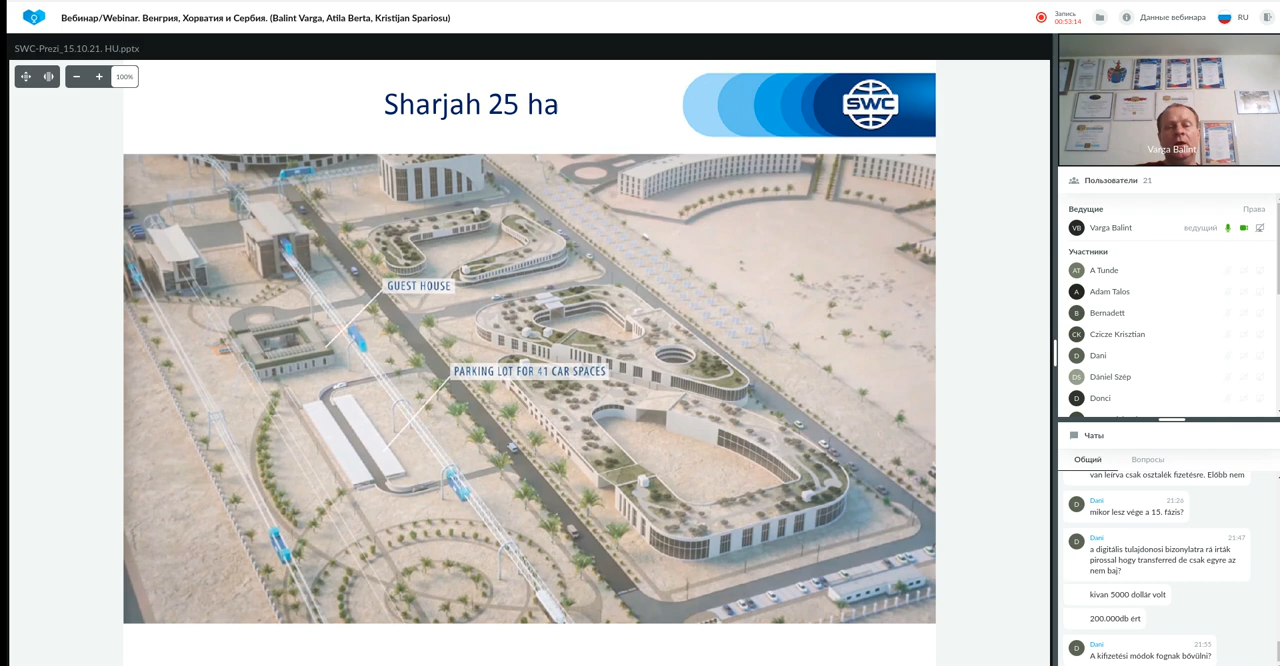 Вебинар/Webinar. Венгрия, Хорватия и Сербия. (Balint Varga, Atila Berta, Kristijan Spariosu)
Запись
00:53:14
Данные вебинара
RU
SWC-Prezi_15.10.21. HU.pptx
100%
Sharjah 25 ha
SWC
GUEST HOUSE
PARKING LOT FOR 41 CAR SPACES
Varga Balint
Пользователи 21
Ведущие Права
VB Varga Balint ведущий
Участники
AT A Tunde
A Adam Talos
B Bernadett
CK Czicze Krisztian
D Dani
DS Dániel Szép
D Donci
Чаты
Общий Вопросы
van leírva csak osztalék fizetésre. Előbb nem
Dani 21:26
D mikor lesz vége a 15. fázis?
Dani 21:47
D a digitális tulajdonosi bizonylatra rá írták
pirossal hogy transferred de csak egyre az
nem baj?
kivan 5000 dollár volt
200.000db ért
Dani 21:55
D A kifizetési módok fognak bővülni?